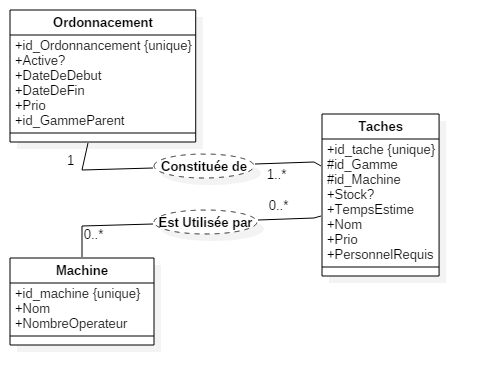 Ordonnacement
+id_Ordonnancement {unique}
+Active?
+DateDeDebut
+DateDeFin
+Prio
+id_GammeParent
1
Constituée de
1..*
Taches
+id_tache {unique}
#id_Gamme
#id_Machine
+Stock?
+TempsEstime
+Nom
+Prio
+PersonnelRequis
0..*
Est Utilisée par
0..*
Machine
+id_machine {unique}
+Nom
+NombreOperateur